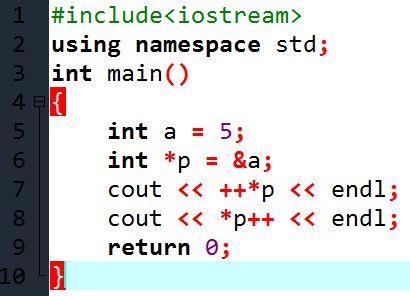 1 #include<iostream>
2 using namespace std;
3 int main()
4 {
5 int a = 5;
6 int *p = &a;
7 cout << ++*p << endl;
8 cout << *p++ << endl;
9 return 0;
10 }